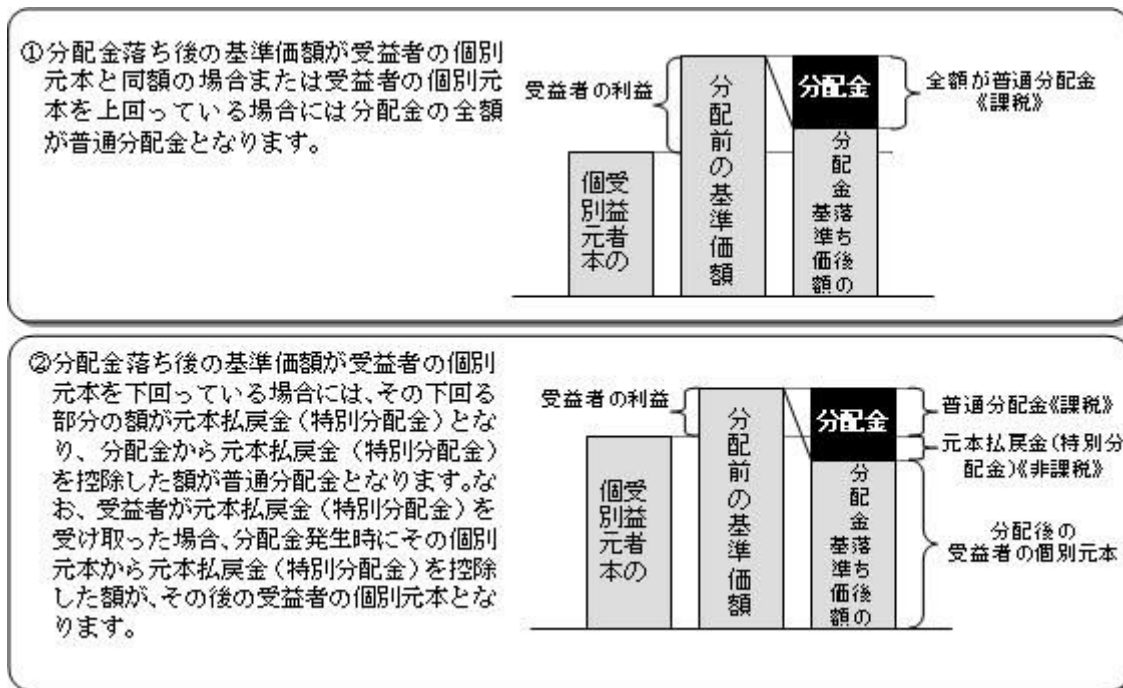 ①分配金落ち後の基準価額が受益者の個別
元本と同額の場合または受益者の個別元
本を上回っている場合には分配金の全額
が普通分配金となります。
受益者の利益
受益者の
個別元本
分配前の基準価額
分配金
分配金
落ち後の
基準価額
全額が普通分配金
《課税》
②分配金落ち後の基準価額が受益者の個別
元本を下回っている場合には、その下回る
部分の額が元本払戻金(特別分配金)とな
り、分配金から元本払戻金(特別分配金)
を控除した額が普通分配金となります。な
お、受益者が元本払戻金(特別分配金)を
受け取った場合、分配金発生時にその個別
元本から元本払戻金(特別分配金)を控除
した額が、その後の受益者の個別元本とな
ります。
受益者の利益
受益者の
個別元本
分配前の基準価額
分配金
分配金
落ち後の
基準価額
普通分配金《課税》
元本払戻金(特別分
配金)《非課税》
分配後の
受益者の個別元本